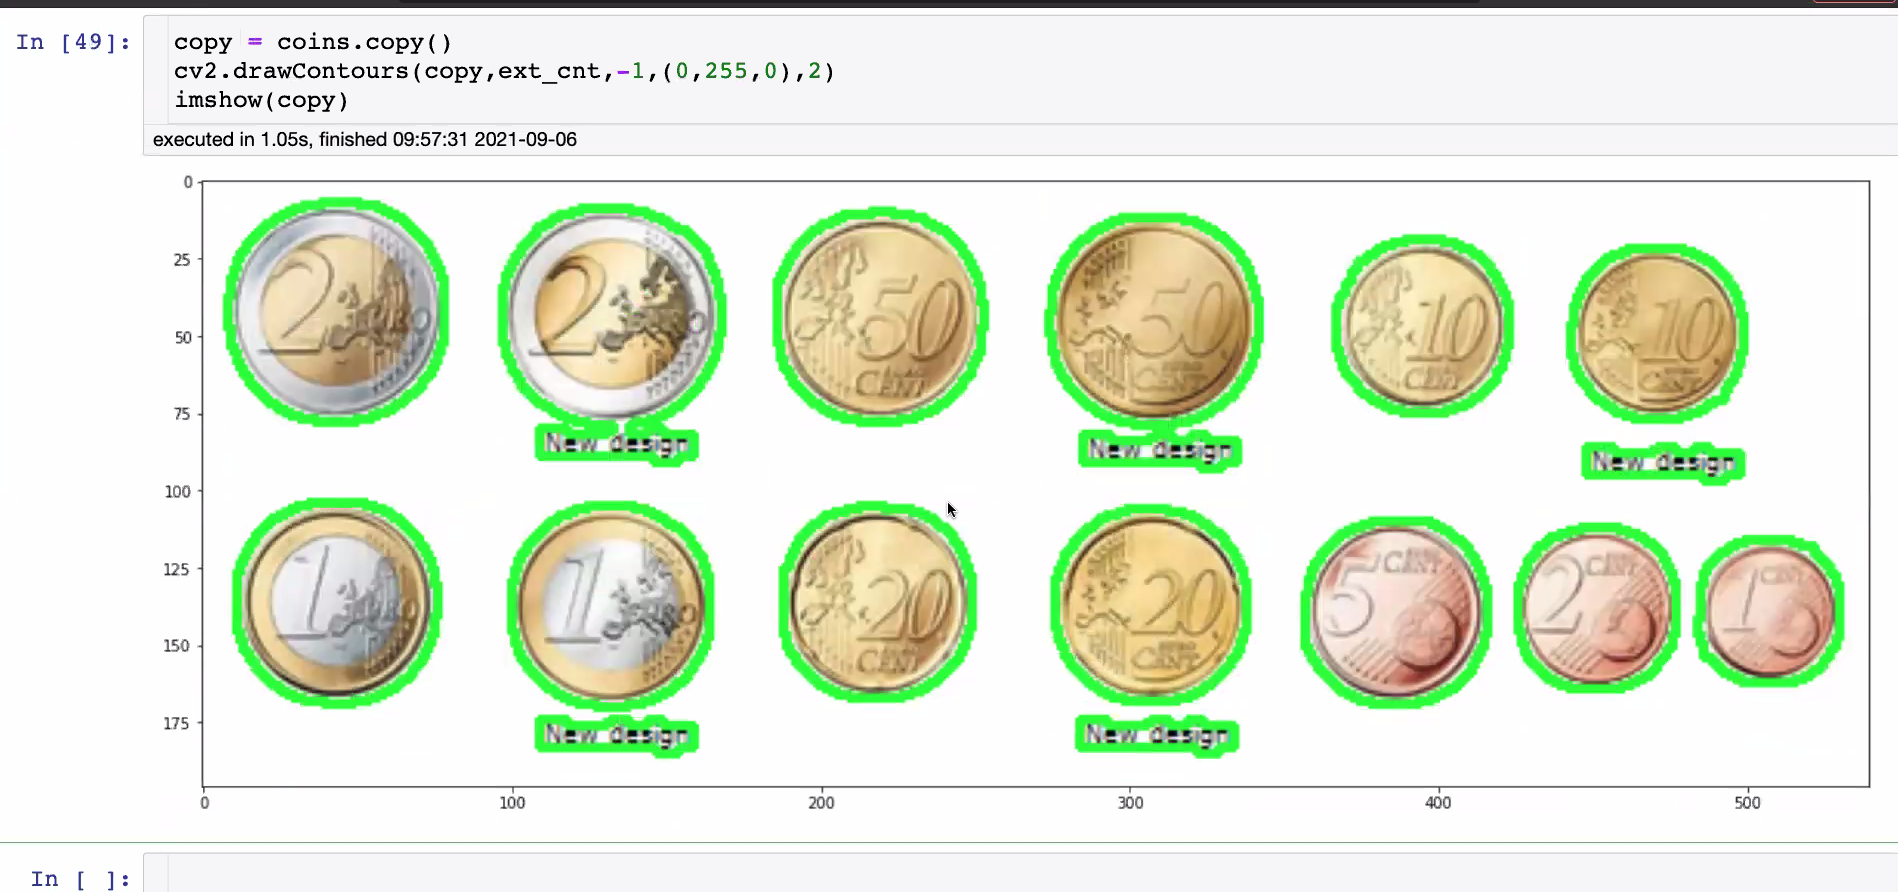 In [49]:
copy = coins.copy()
cv2.drawContours(copy,ext_cnt,-1,(0,255,0),2)
imshow(copy)
executed in 1.05s, finished 09:57:31 2021-09-06
0
25
50
75
100
125
150
175
2 EURO
2 EURO
50 EURO CENT
50 EURO CENT
10 CENT
10 CENT
New design
New design
New design
1 EURO
1 EURO
20 CENT
20 EURO CENT
5 CENT
2 CENT
1 CENT
New design
New design
0 100 200 300 400 500
In [ ]: